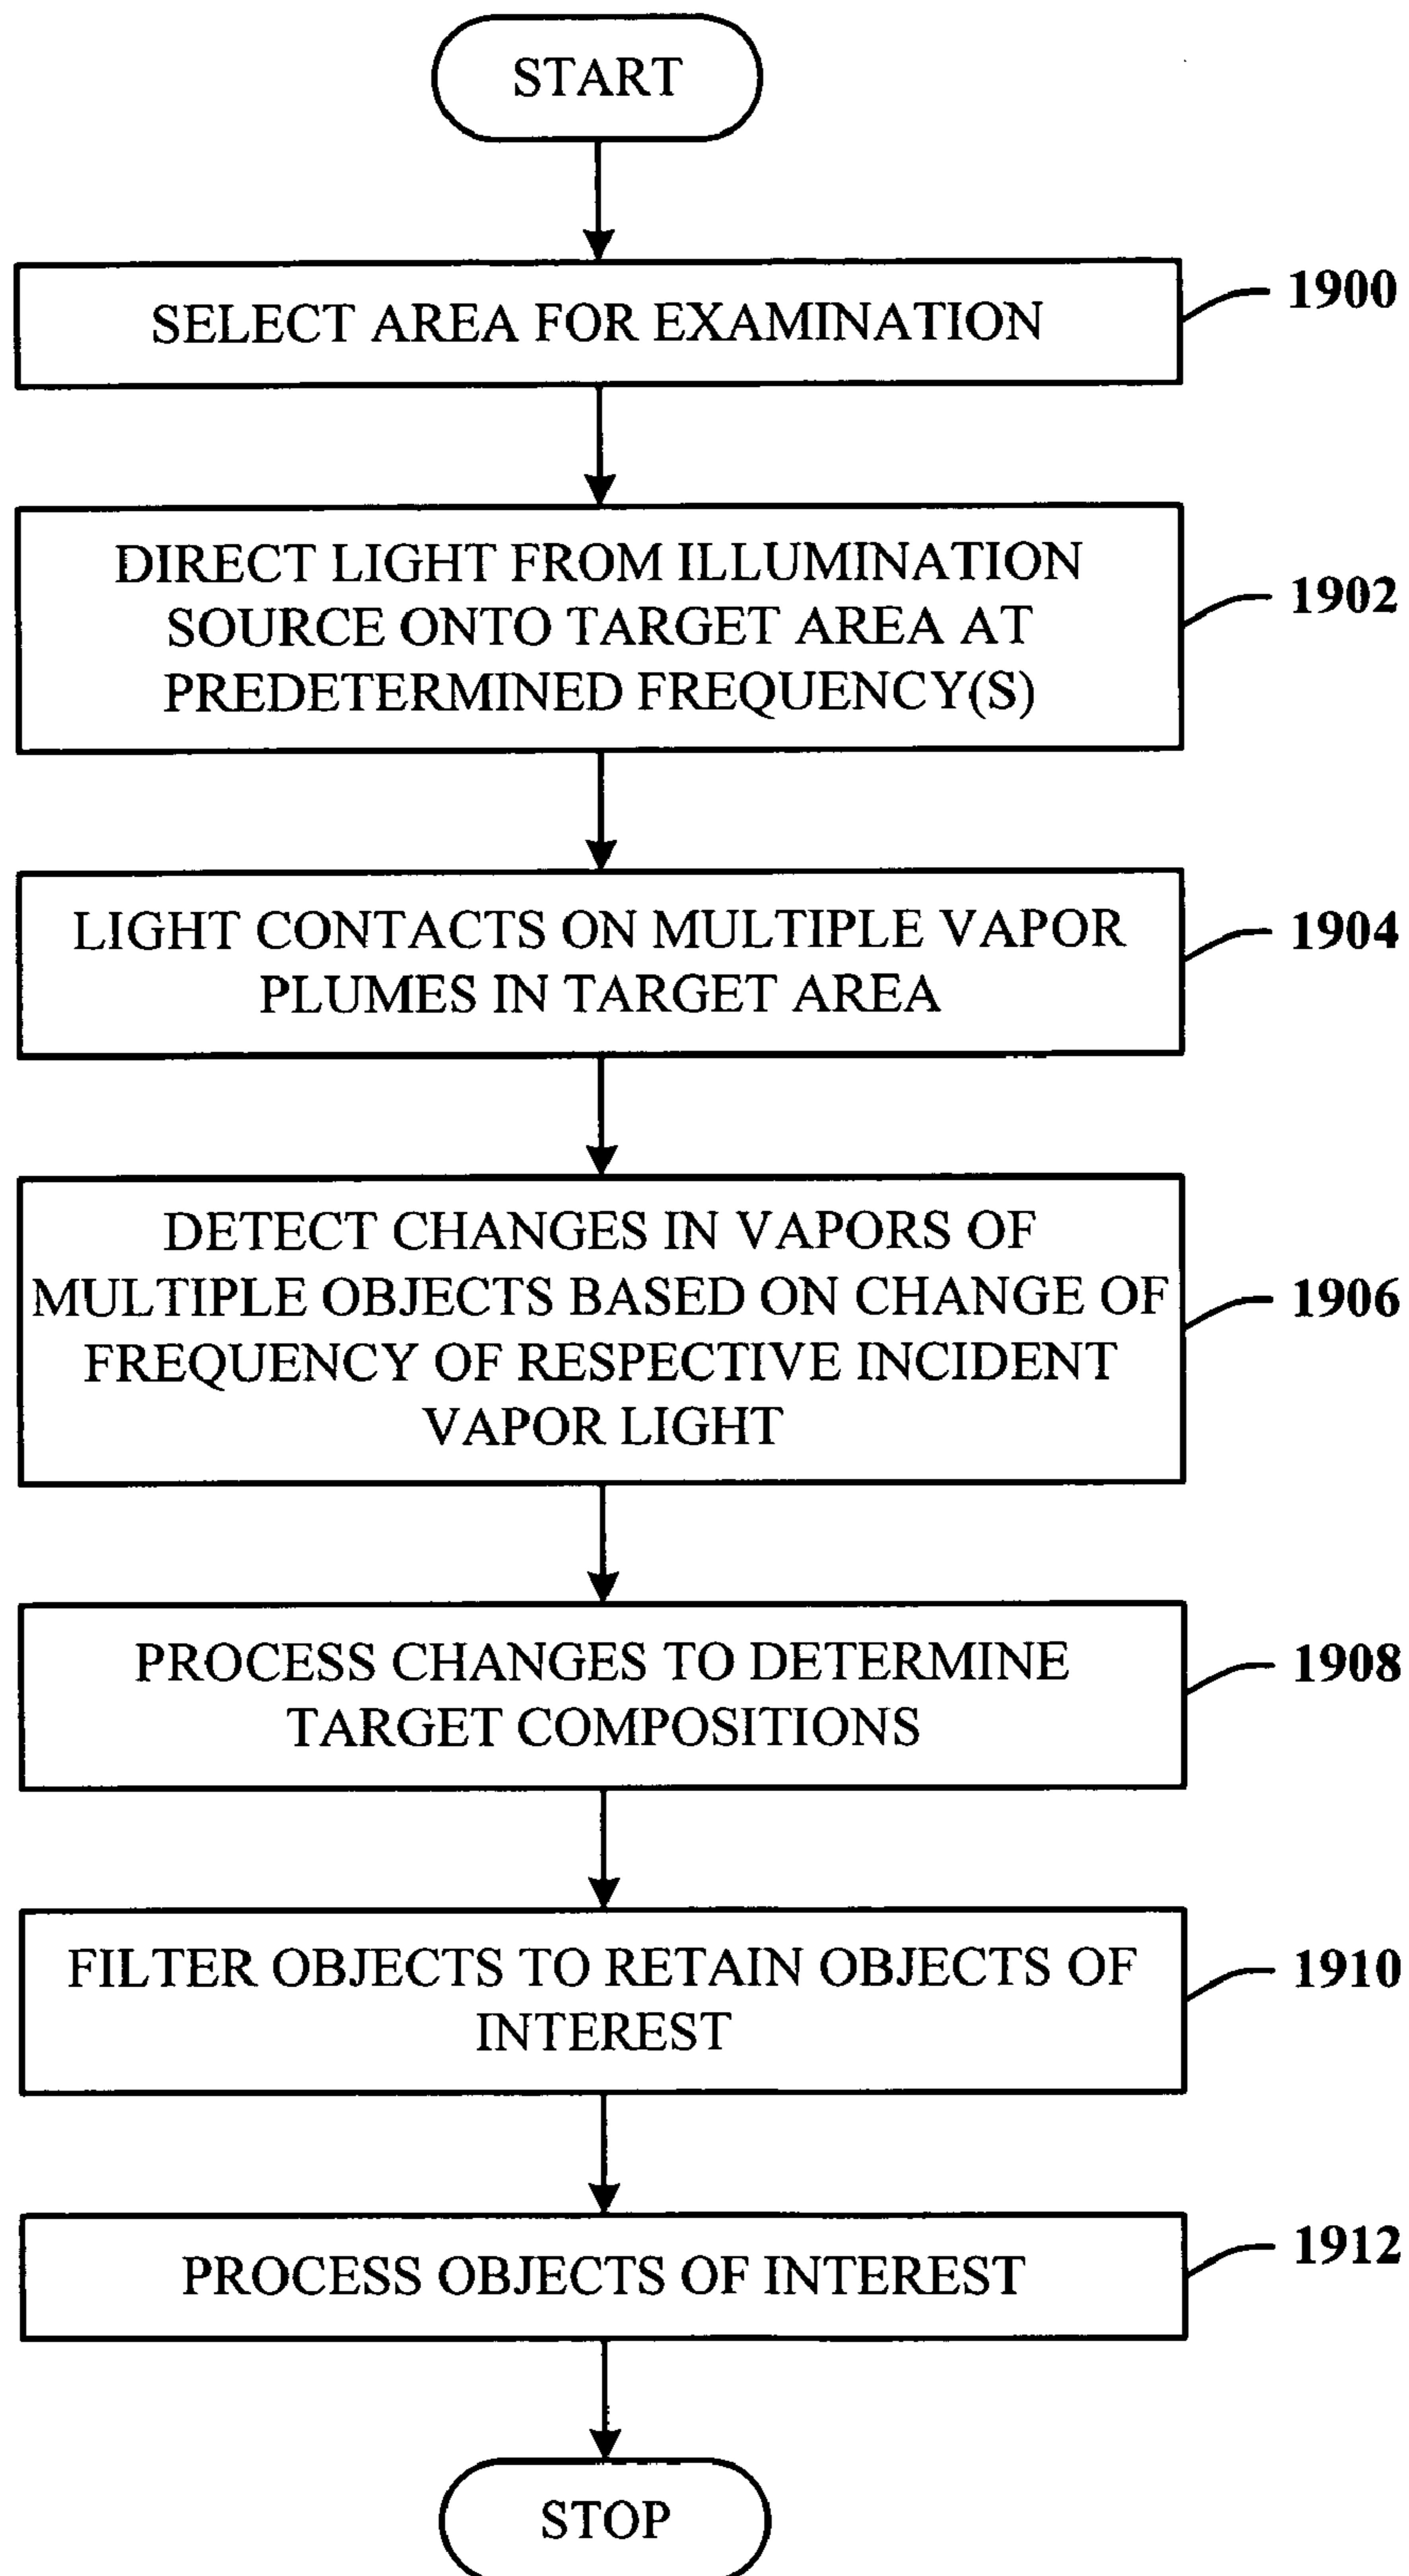 START
SELECT AREA FOR EXAMINATION
1900
DIRECT LIGHT FROM ILLUMINATION
SOURCE ONTO TARGET AREA AT
PREDETERMINED FREQUENCY(S)
1902
LIGHT CONTACTS ON MULTIPLE VAPOR
PLUMES IN TARGET AREA
1904
DETECT CHANGES IN VAPORS OF
MULTIPLE OBJECTS BASED ON CHANGE OF
FREQUENCY OF RESPECTIVE INCIDENT
VAPOR LIGHT
1906
PROCESS CHANGES TO DETERMINE
TARGET COMPOSITIONS
1908
FILTER OBJECTS TO RETAIN OBJECTS OF
INTEREST
1910
PROCESS OBJECTS OF INTEREST
1912
STOP